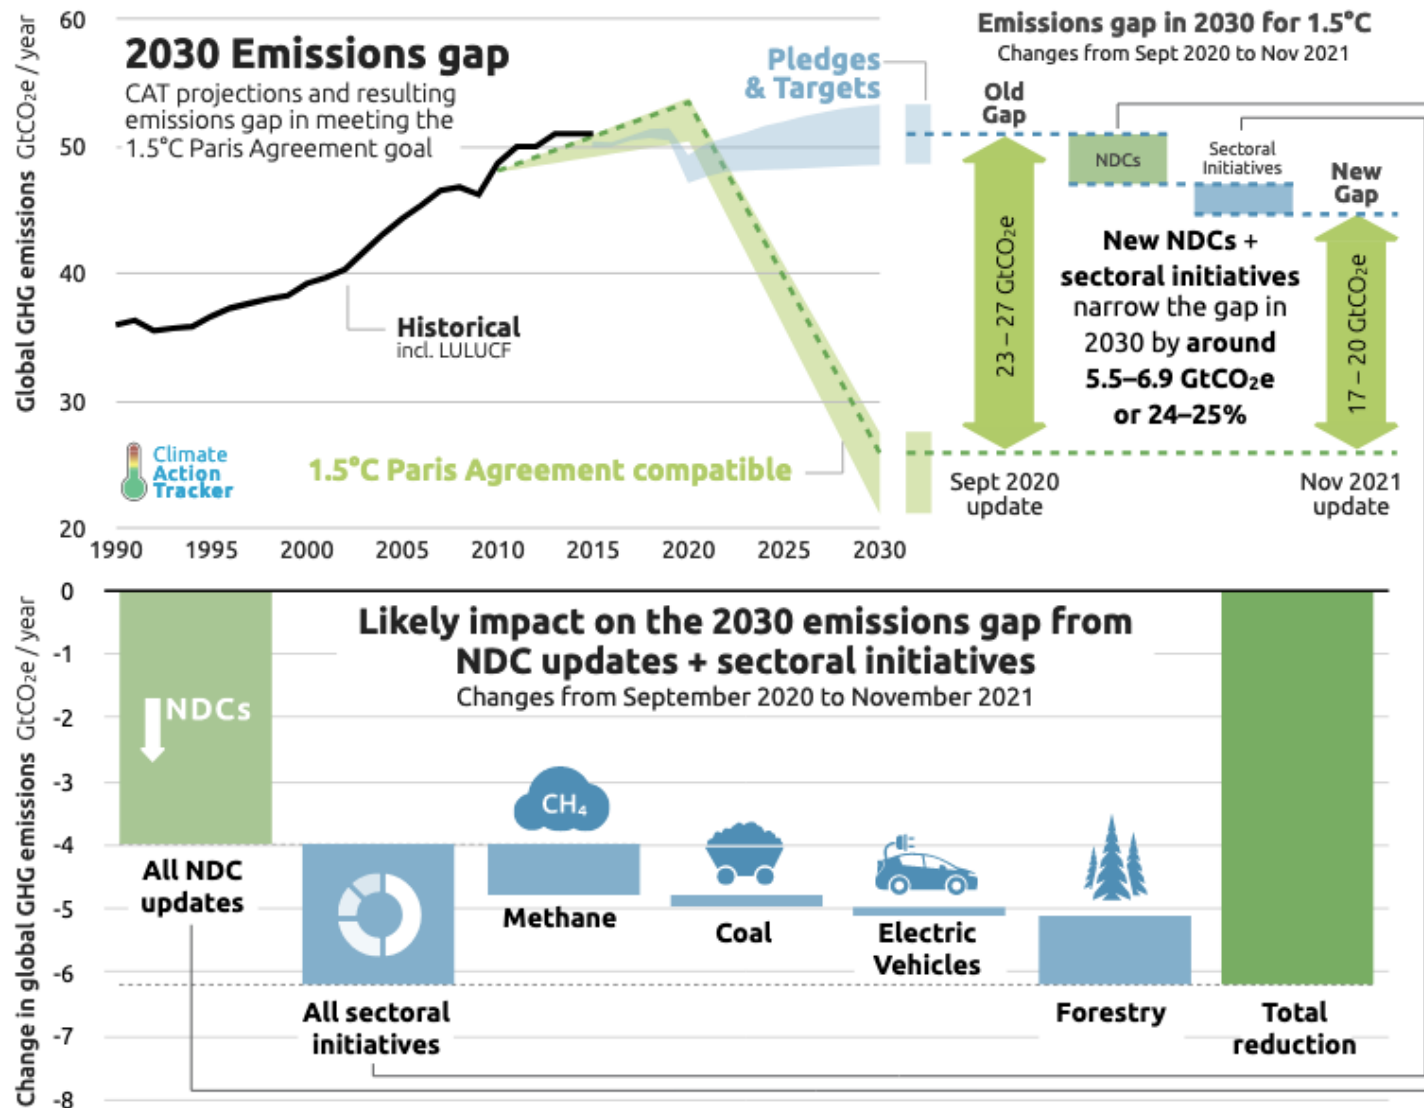 Global GHG emissions GtCO₂e / year
60
50
40
30
20
2030 Emissions gap
CAT projections and resulting
emissions gap in meeting the
1.5°C Paris Agreement goal
Pledges
& Targets
Historical
incl. LULUCF
Climate
Action
Tracker
1.5°C Paris Agreement compatible
1990 1995 2000 2005 2010 2015 2020 2025 2030
Emissions gap in 2030 for 1.5°C
Changes from Sept 2020 to Nov 2021
Old
Gap
NDCs
Sectoral
Initiatives
New
Gap
23 – 27 GtCO₂e
New NDCs +
sectoral initiatives
narrow the gap in
2030 by around
5.5–6.9 GtCO₂e
or 24–25%
17 – 20 GtCO₂e
Sept 2020
update
Nov 2021
update
Change in global GHG emissions GtCO₂e / year
0
-1
-2
-3
-4
-5
-6
-7
-8
Likely impact on the 2030 emissions gap from
NDC updates + sectoral initiatives
Changes from September 2020 to November 2021
NDCs
All NDC
updates
All sectoral
initiatives
CH₄
Methane
Coal
Electric
Vehicles
Forestry
Total
reduction